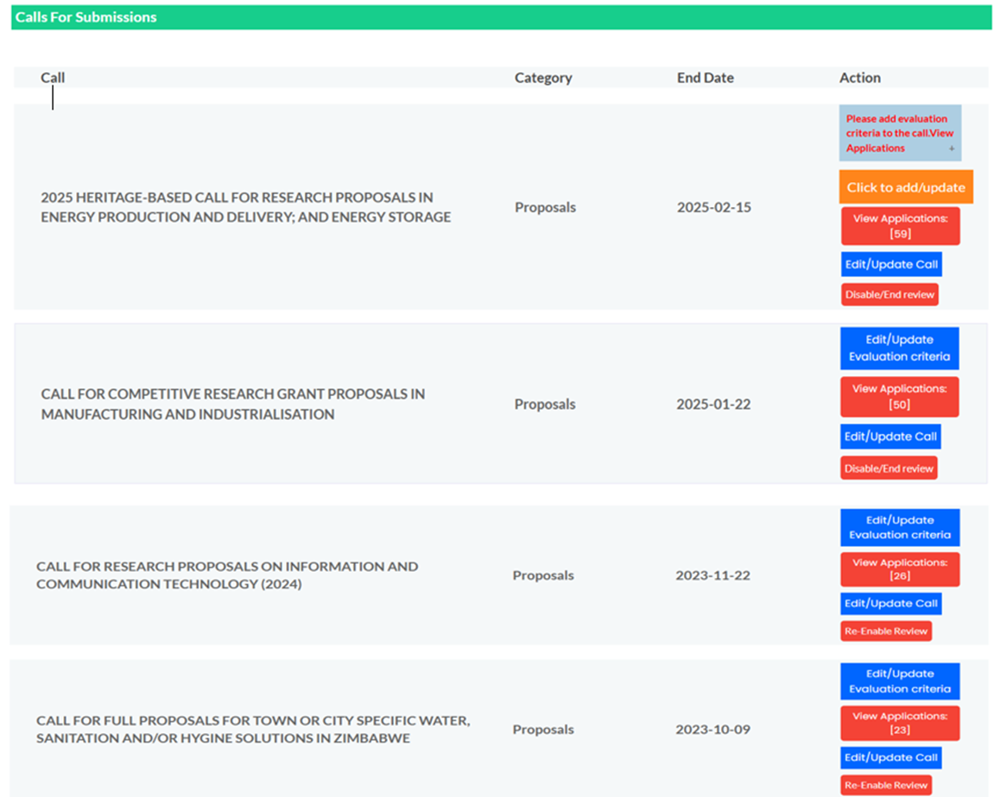 Calls For Submissions
Call Category End Date Action
Please add evaluation
criteria to the call.View
Applications +
Click to add/update
2025 HERITAGE-BASED CALL FOR RESEARCH PROPOSALS IN
ENERGY PRODUCTION AND DELIVERY; AND ENERGY STORAGE
Proposals
2025-02-15
View Applications:
[59]
Edit/Update Call
Disable/End review
Edit/Update
Evaluation criteria
CALL FOR COMPETITIVE RESEARCH GRANT PROPOSALS IN
MANUFACTURING AND INDUSTRIALISATION
Proposals
2025-01-22
View Applications:
[50]
Edit/Update Call
Disable/End review
Edit/Update
Evaluation criteria
CALL FOR RESEARCH PROPOSALS ON INFORMATION AND
COMMUNICATION TECHNOLOGY (2024)
Proposals
2023-11-22
View Applications:
[26]
Edit/Update Call
Re-Enable Review
Edit/Update
Evaluation criteria
CALL FOR FULL PROPOSALS FOR TOWN OR CITY SPECIFIC WATER,
SANITATION AND/OR HYGINE SOLUTIONS IN ZIMBABWE
Proposals
2023-10-09
View Applications:
[23]
Edit/Update Call
Re-Enable Review